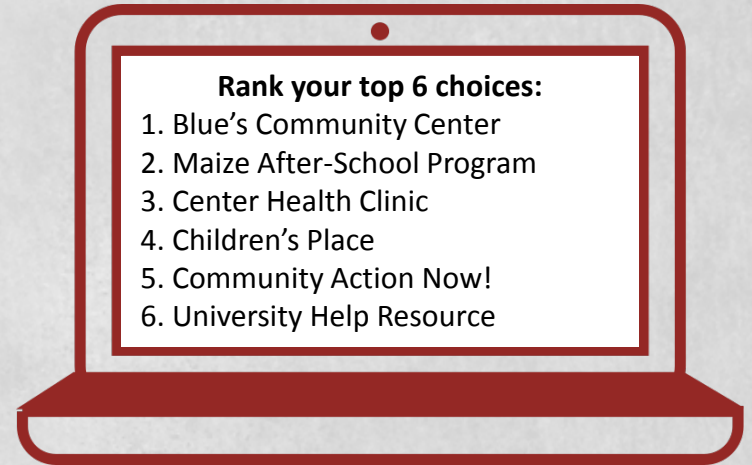 Rank your top 6 choices:
1. Blue's Community Center
2. Maize After-School Program
3. Center Health Clinic
4. Children's Place
5. Community Action Now!
6. University Help Resource